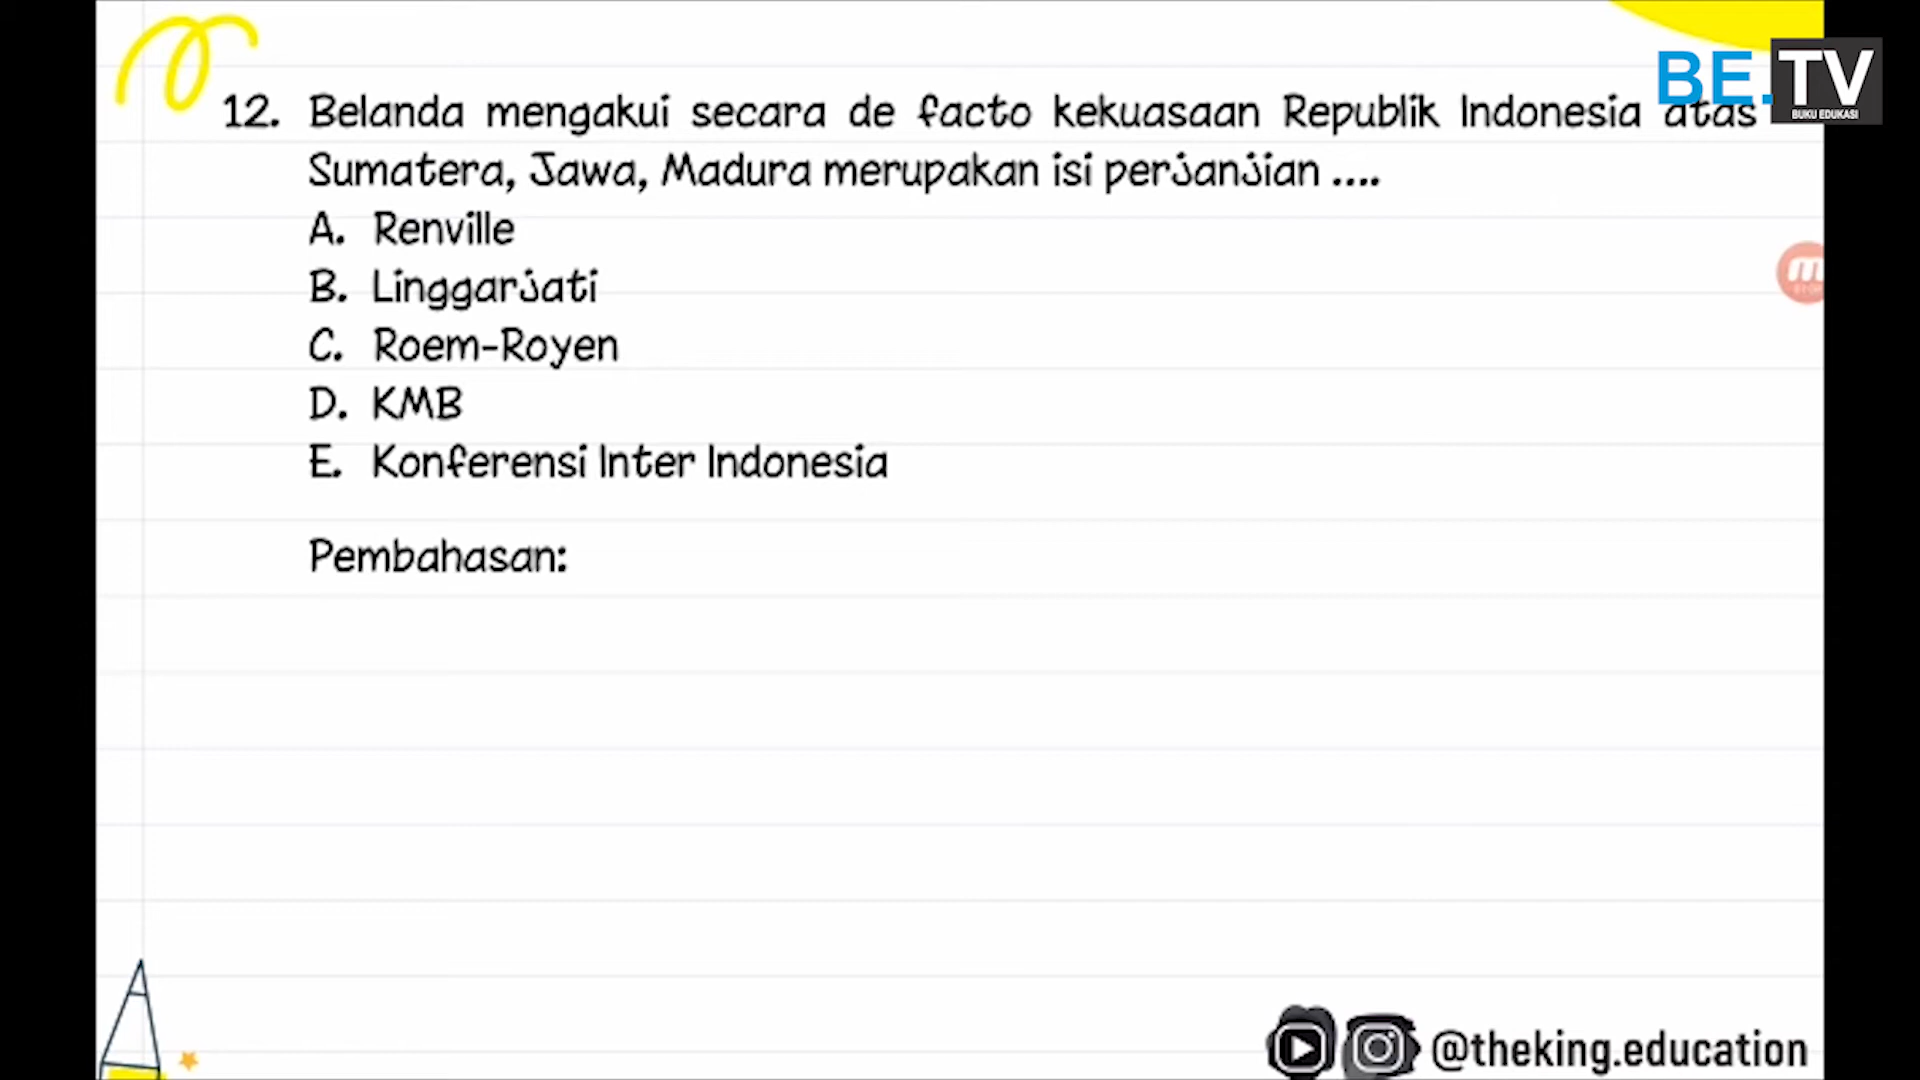 BE.TV
BUKU EDUKASI
12. Belanda mengakui secara de facto kekuasaan Republik Indonesia atas
Sumatera, Jawa, Madura merupakan isi perjanjian ....
A. Renville
B. Linggarjati
C. Roem-Royen
D. KMB
E. Konferensi Inter Indonesia
Pembahasan:
@theking.education